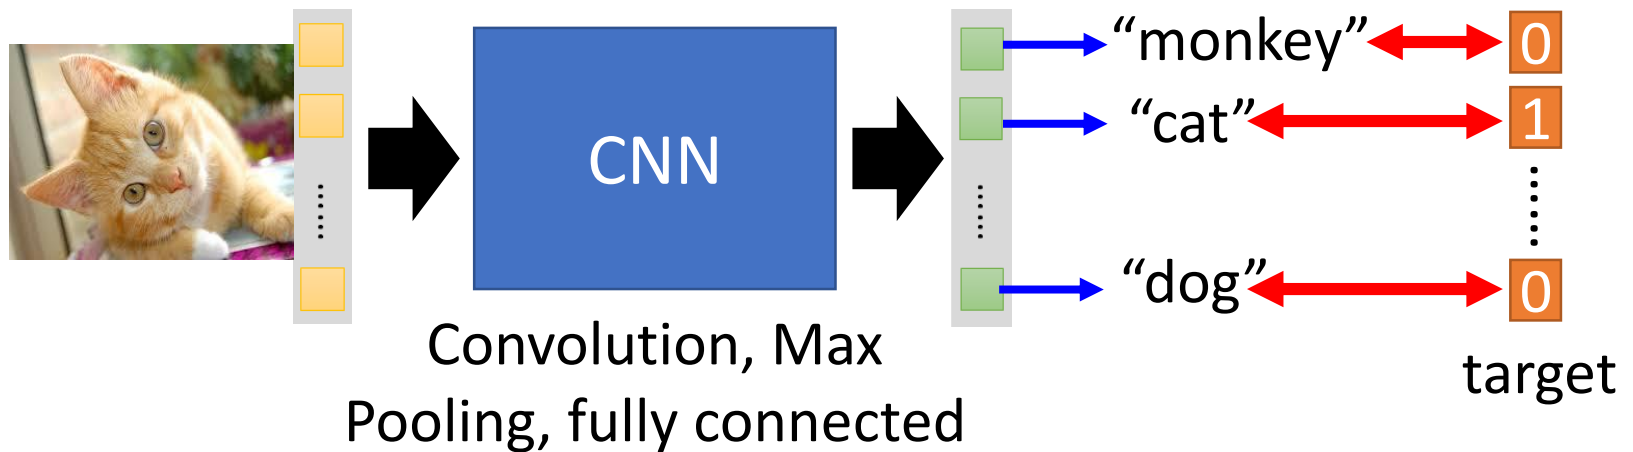 “monkey” 0
CNN
“cat” 1
......
“dog” 0
Convolution, Max
Pooling, fully connected
target